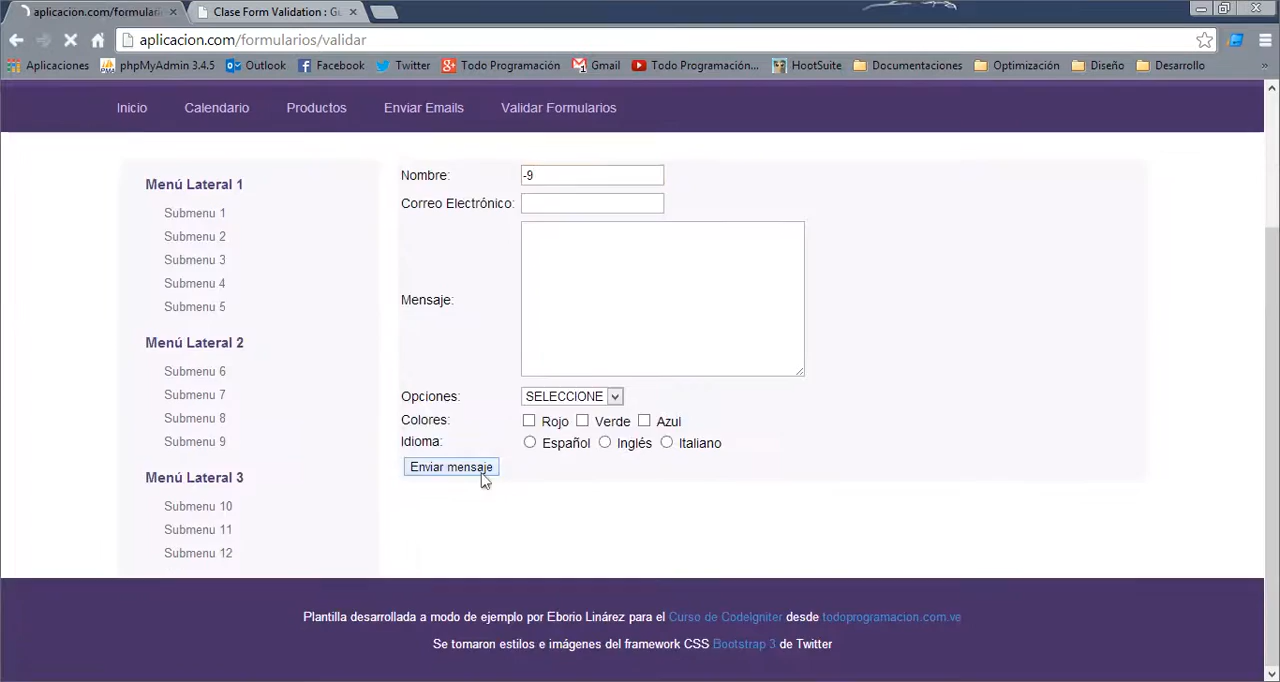 aplicacion.com/formulari
Clase Form Validation : Gu
aplicacion.com/formularios/validar
Aplicaciones phpMyAdmin 3.4.5 Outlook Facebook Twitter Todo Programación Gmail Todo Programación... HootSuite Documentaciones Optimización Diseño Desarrollo »
Inicio Calendario Productos Enviar Emails Validar Formularios
Menú Lateral 1
Submenu 1
Submenu 2
Submenu 3
Submenu 4
Submenu 5
Menú Lateral 2
Submenu 6
Submenu 7
Submenu 8
Submenu 9
Menú Lateral 3
Submenu 10
Submenu 11
Submenu 12
Nombre: -9
Correo Electrónico:
Mensaje:
Opciones: SELECCIONE
Colores: Rojo Verde Azul
Idioma: Español Inglés Italiano
Enviar mensaje
Plantilla desarrollada a modo de ejemplo por Eborio Linárez para el Curso de CodeIgniter desde todoprogramacion.com.ve
Se tomaron estilos e imágenes del framework CSS Bootstrap 3 de Twitter